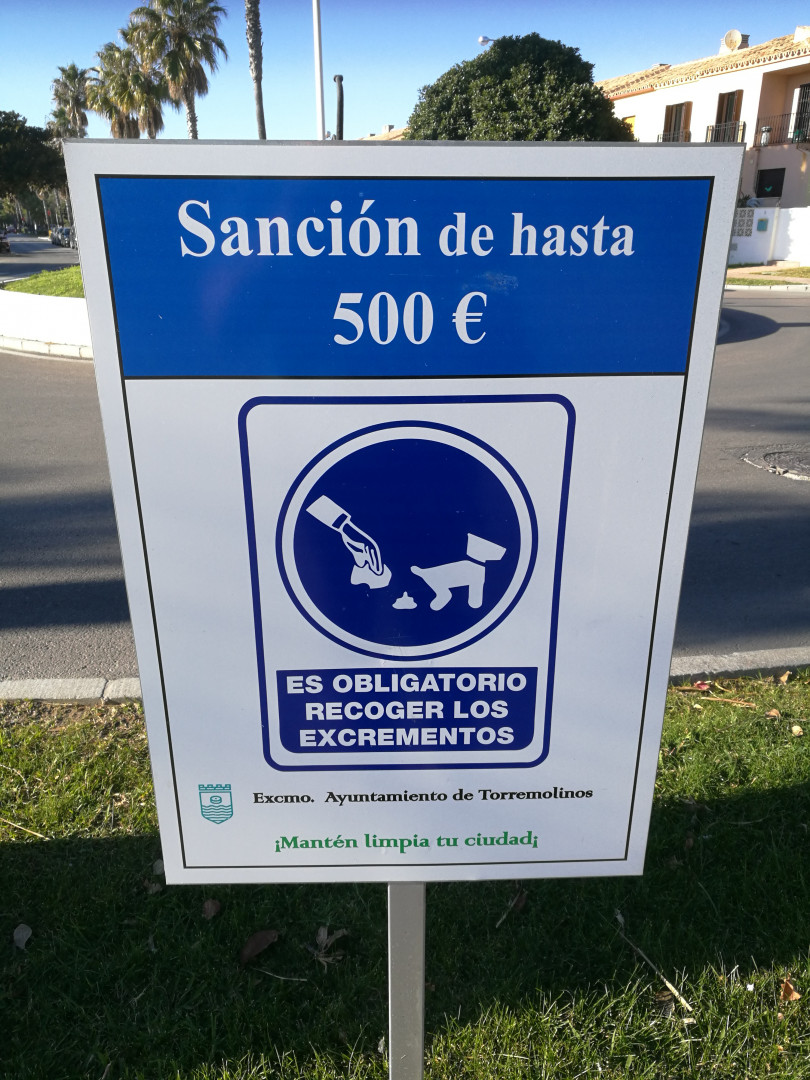 Sanción de hasta
500 €
ES OBLIGATORIO
RECOGER LOS
EXCREMENTOS
Excmo. Ayuntamiento de Torremolinos
¡Mantén limpia tu ciudad¡